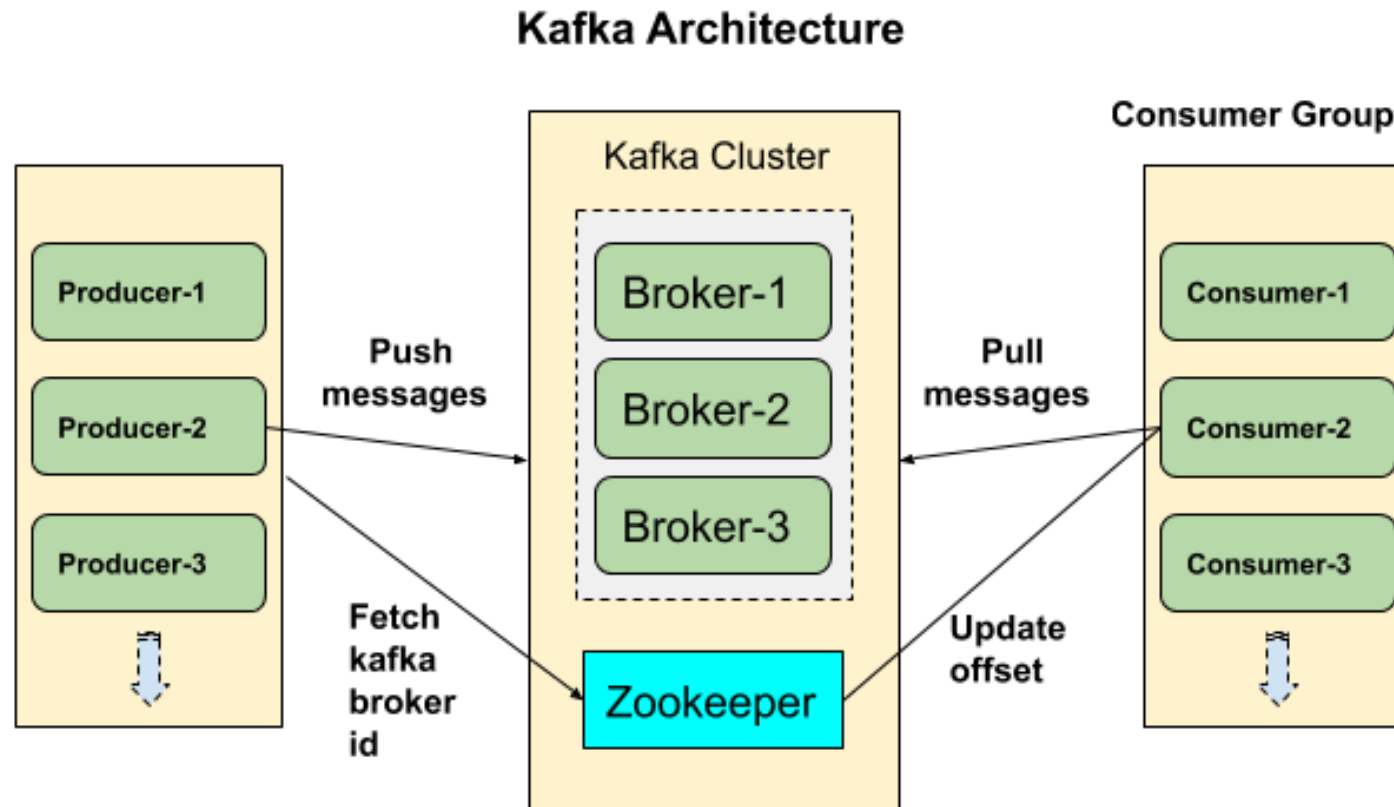 Kafka Architecture
Producer-1
Producer-2
Producer-3
Push
messages
Fetch
kafka
broker
id
Kafka Cluster
Broker-1
Broker-2
Broker-3
Zookeeper
Pull
messages
Update
offset
Consumer Group
Consumer-1
Consumer-2
Consumer-3